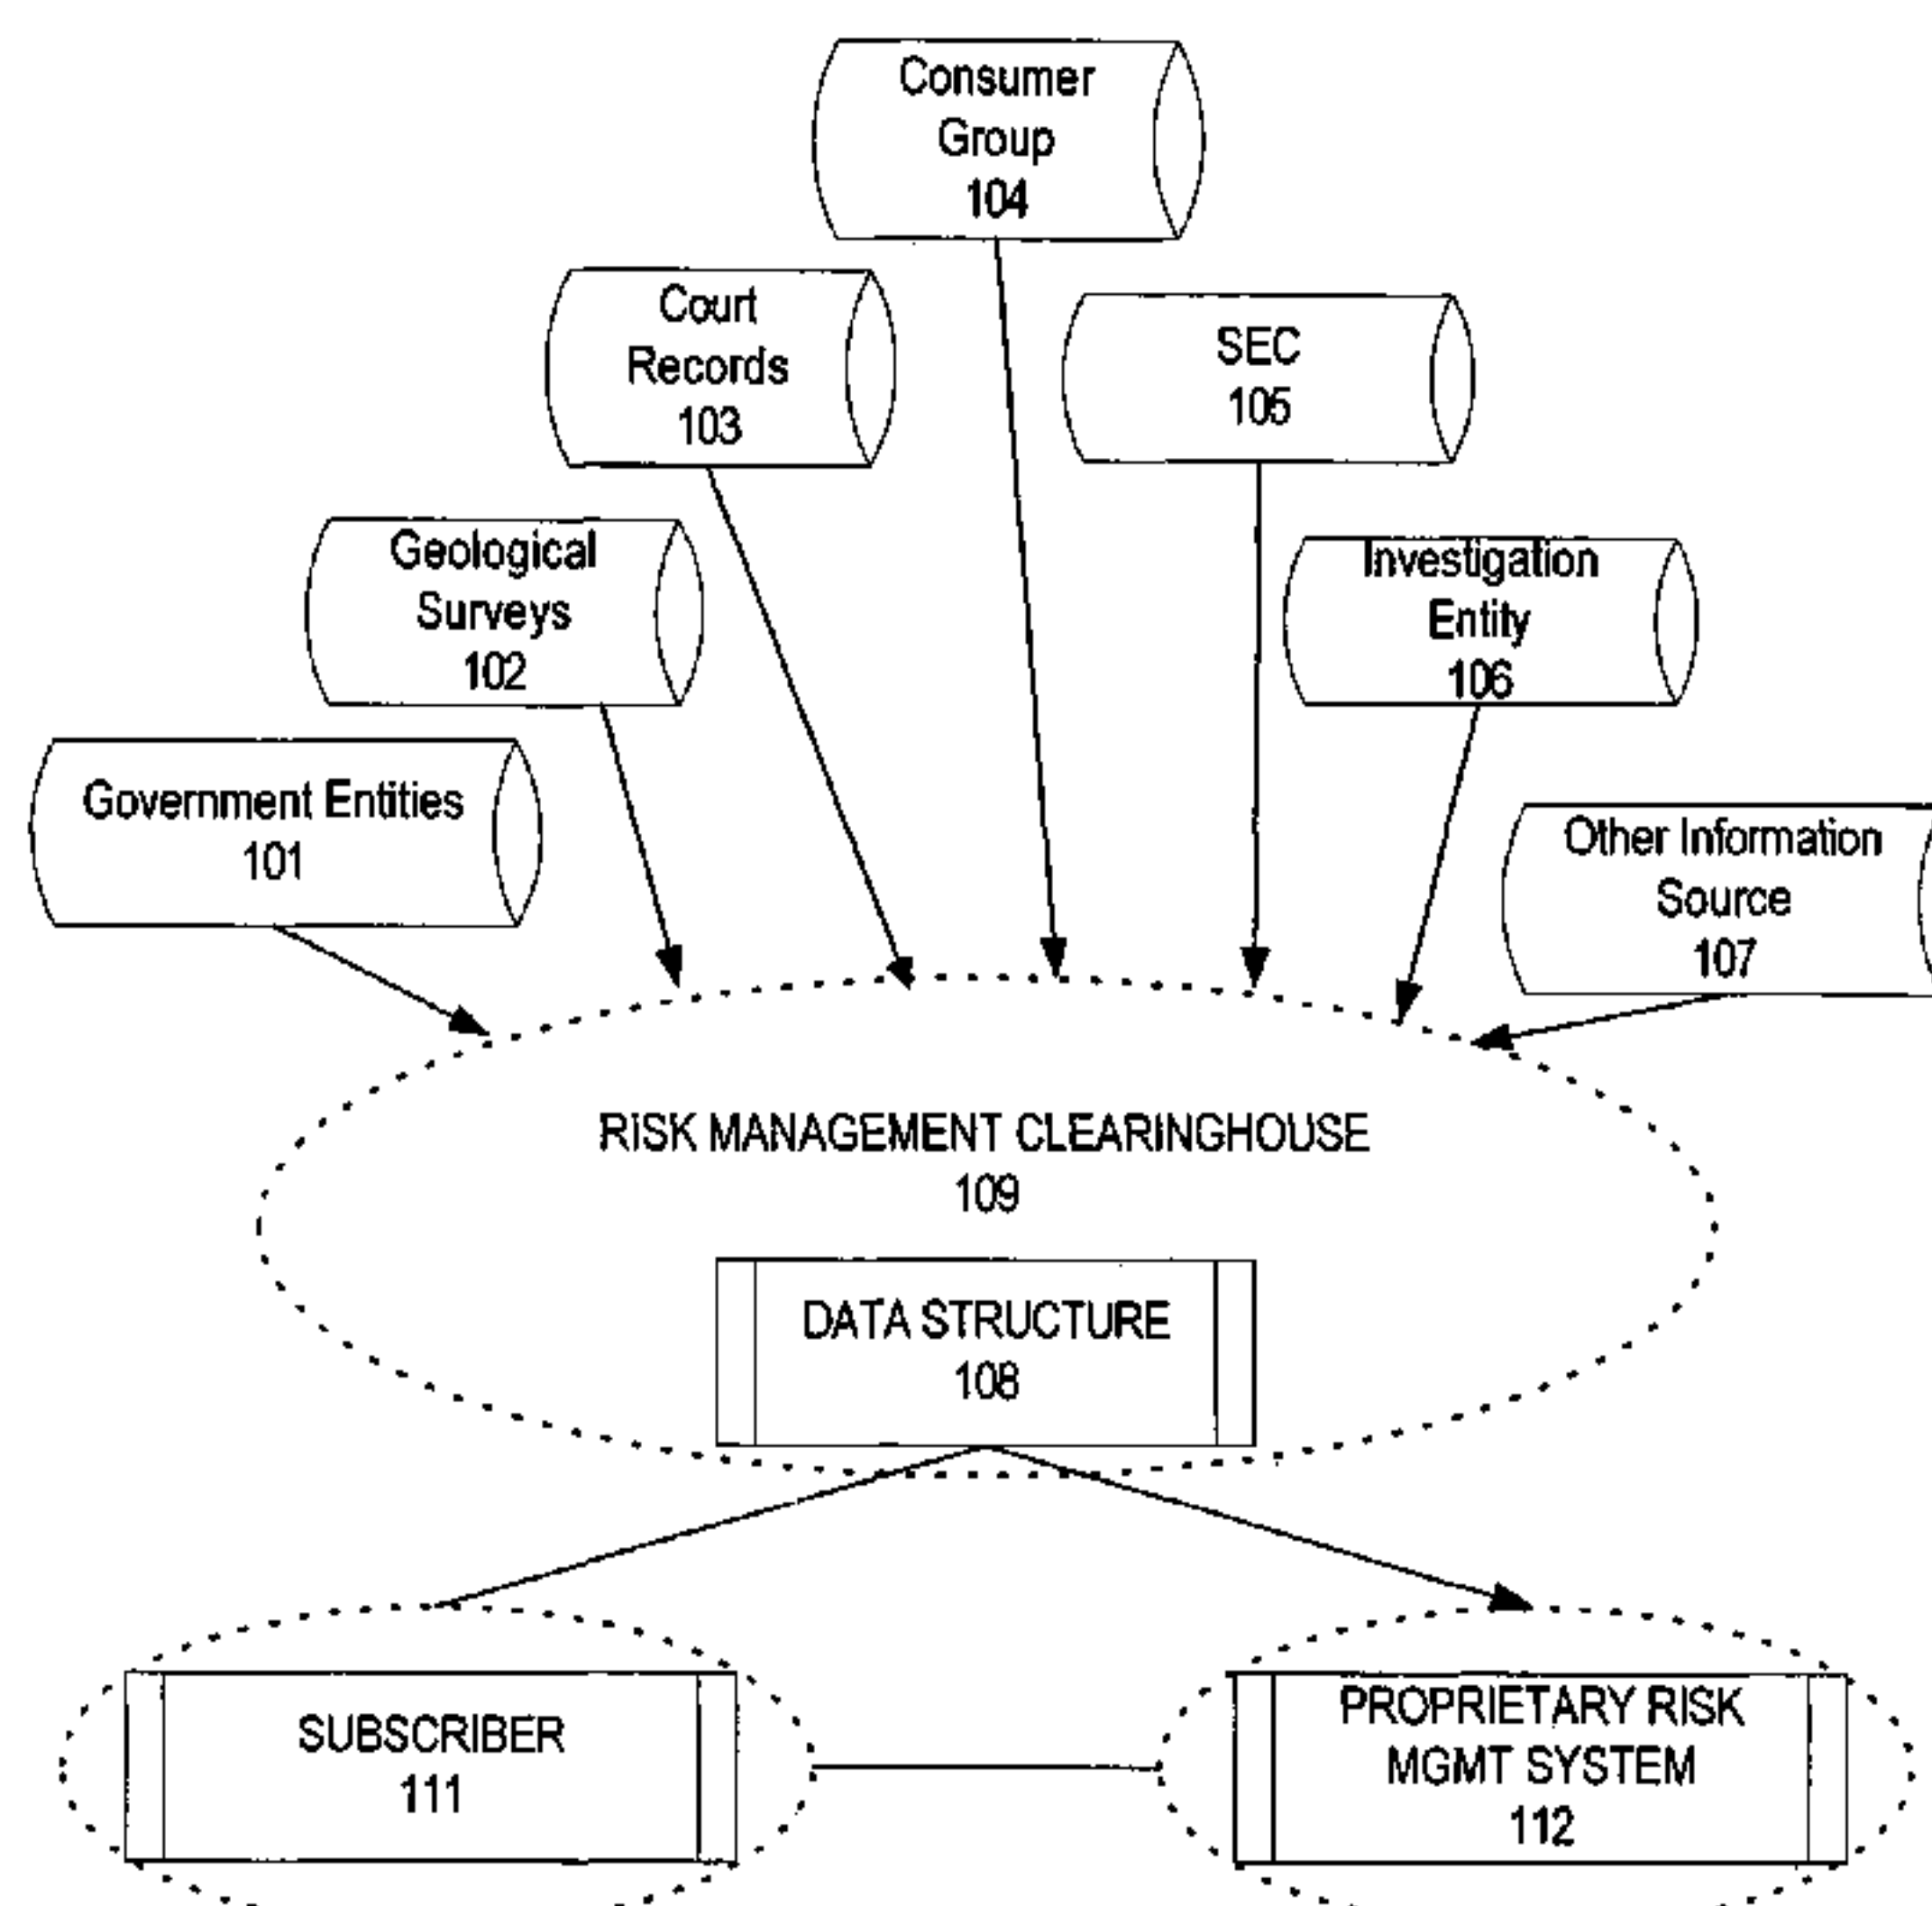 Consumer
Group
104
Court
Records
103
SEC
105
Geological
Surveys
102
Investigation
Entity
106
Government Entities
101
Other Information
Source
107
RISK MANAGEMENT CLEARINGHOUSE
109
DATA STRUCTURE
108
SUBSCRIBER
111
PROPRIETARY RISK
MGMT SYSTEM
112